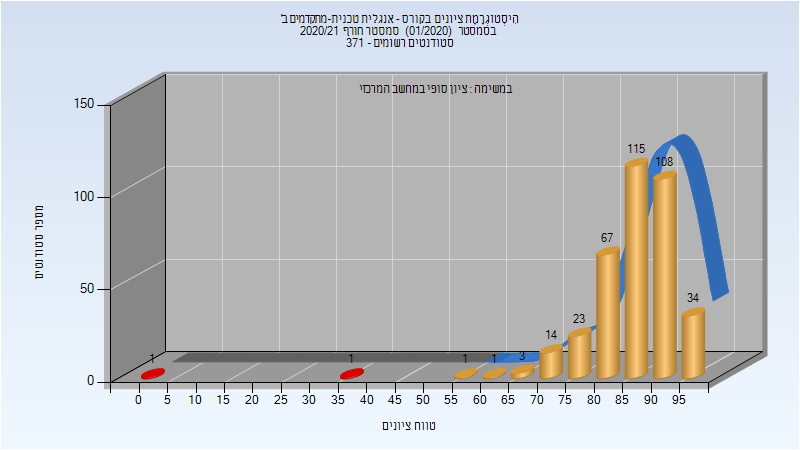 היסטוגרמת ציונים בקורס - אנגלית טכנית-מתקדמים ב'
בסמסטר (01/2020) סמסטר חורף 2020/21
סטודנטים רשומים - 371
במשימה : ציון סופי במחשב המרכזי
מספר סטודנטים
150
100
50
0
1
1
1
1
3
14
23
67
115
108
34
0 5 10 15 20 25 30 35 40 45 50 55 60 65 70 75 80 85 90 95
טווח ציונים